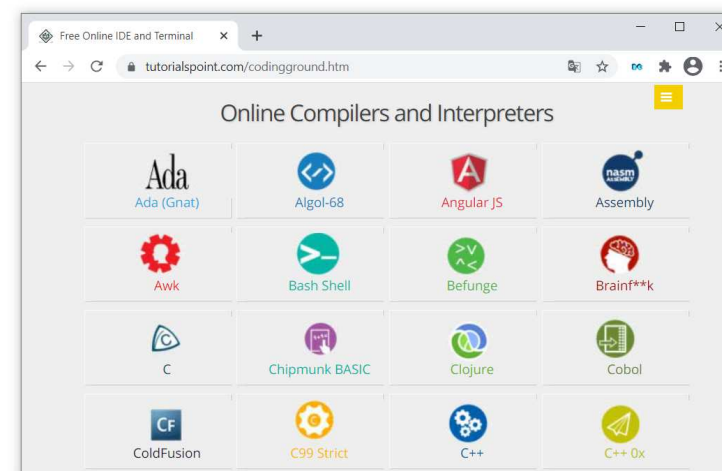 Free Online IDE and Terminal
tutorialspoint.com/codingground.htm
Online Compilers and Interpreters
Ada
Ada (Gnat)
Algol-68
A
Angular JS
nasm
ASSEMBLY
Assembly
Awk
>_
Bash Shell
>v
^<
Befunge
Brainf**k
C
C
Chipmunk BASIC
Clojure
Cobol
CF
ColdFusion
C
C99 Strict
C++
C++ 0x